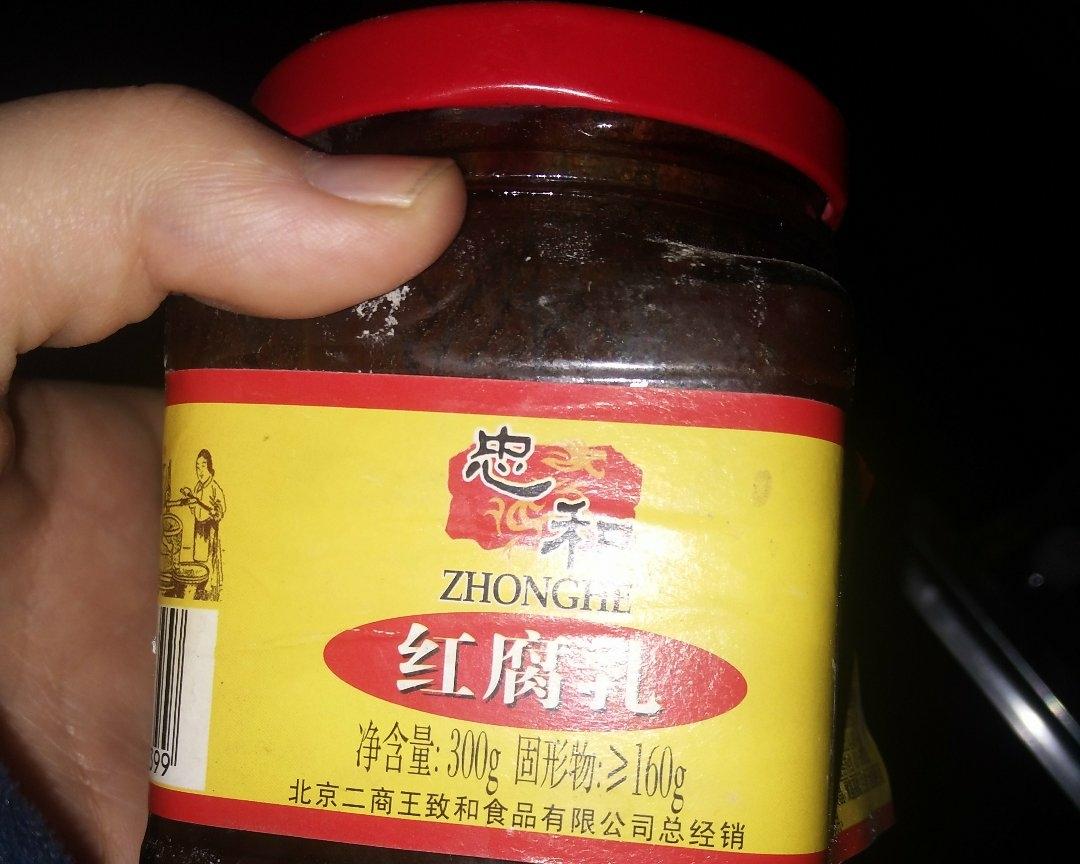 忠和
ZHONGHE
红腐乳
净含量: 300g 固形物:≥160g
北京二商王致和食品有限公司总经销
399